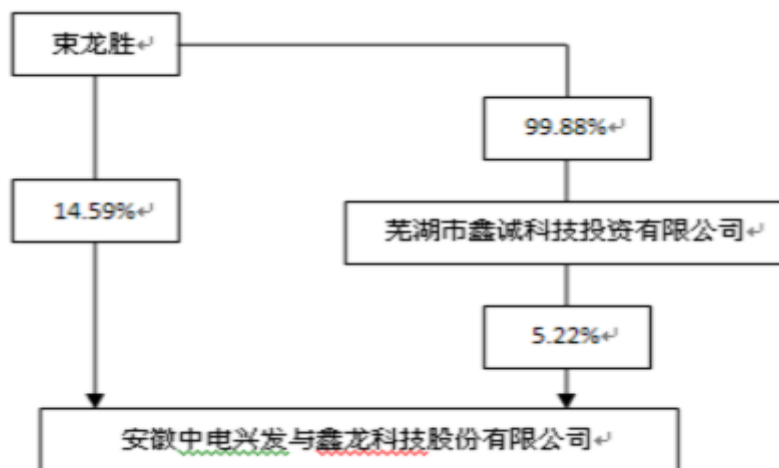 束龙胜
99.88%
14.59%
芜湖市鑫诚科技投资有限公司
5.22%
安徽中电兴发与鑫龙科技股份有限公司